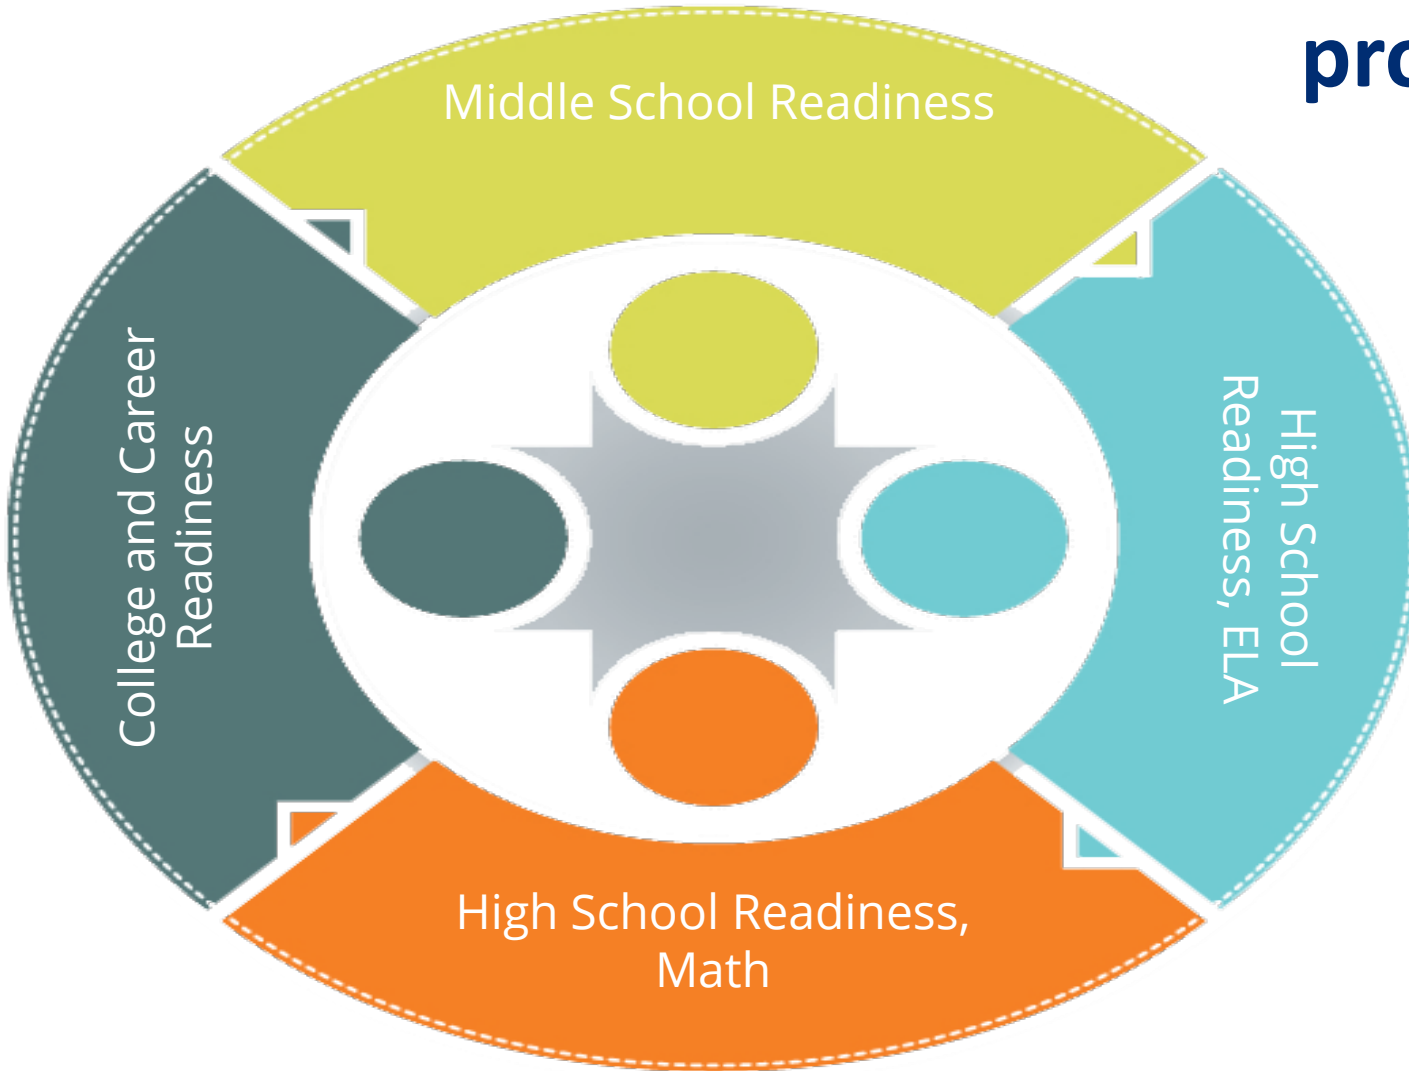 Middle School Readiness
High School
Readiness, ELA
High School Readiness,
Math
College and Career
Readiness